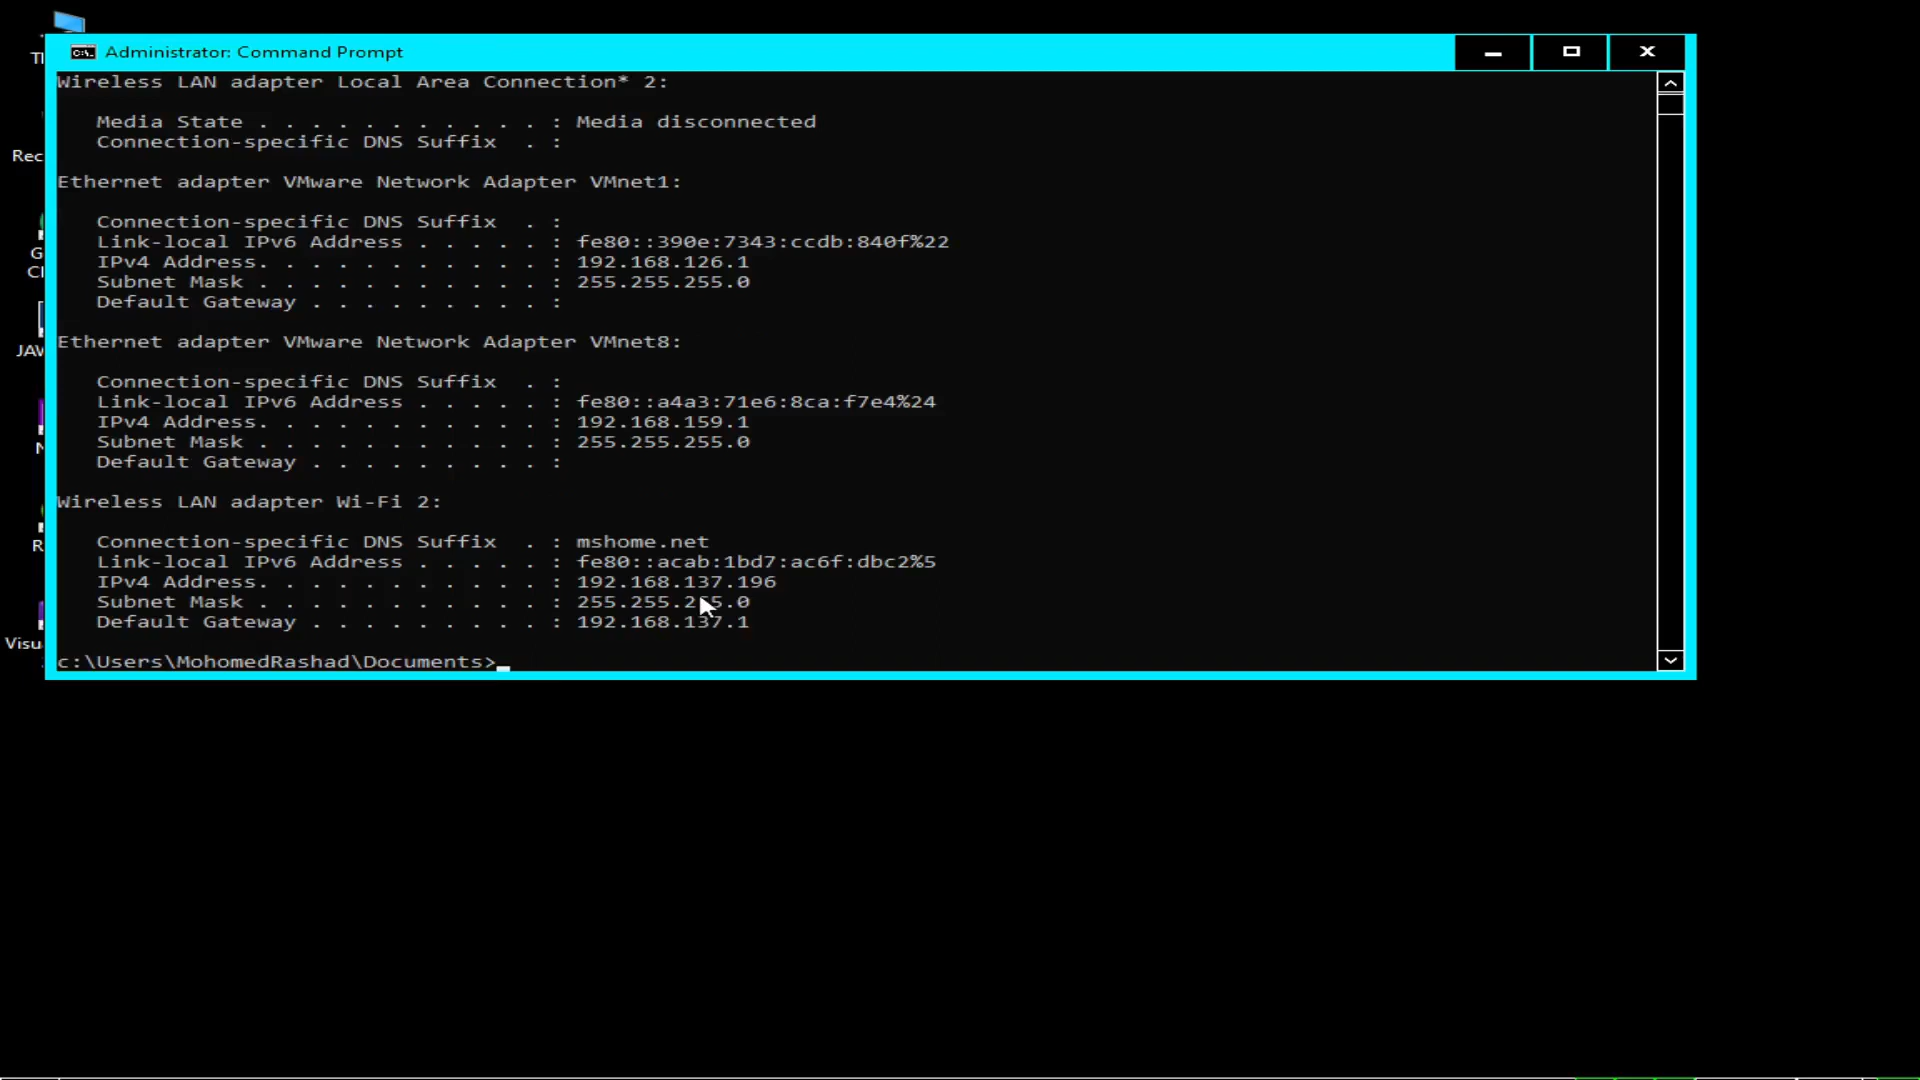 Administrator: Command Prompt
Wireless LAN adapter Local Area Connection* 2:
Media State . . . . . . . . . . . : Media disconnected
Connection-specific DNS Suffix  . :
Ethernet adapter VMware Network Adapter VMnet1:
Connection-specific DNS Suffix  . :
Link-local IPv6 Address . . . . . : fe80::390e:7343:ccdb:840f%22
IPv4 Address. . . . . . . . . . . : 192.168.126.1
Subnet Mask . . . . . . . . . . . : 255.255.255.0
Default Gateway . . . . . . . . . :
Ethernet adapter VMware Network Adapter VMnet8:
Connection-specific DNS Suffix  . :
Link-local IPv6 Address . . . . . : fe80::a4a3:71e6:8ca:f7e4%24
IPv4 Address. . . . . . . . . . . : 192.168.159.1
Subnet Mask . . . . . . . . . . . : 255.255.255.0
Default Gateway . . . . . . . . . :
Wireless LAN adapter Wi-Fi 2:
Connection-specific DNS Suffix  . : mshome.net
Link-local IPv6 Address . . . . . : fe80::acab:1bd7:ac6f:dbc2%5
IPv4 Address. . . . . . . . . . . : 192.168.137.196
Subnet Mask . . . . . . . . . . . : 255.255.255.0
Default Gateway . . . . . . . . . : 192.168.137.1
c:\Users\MohomedRashad\Documents>